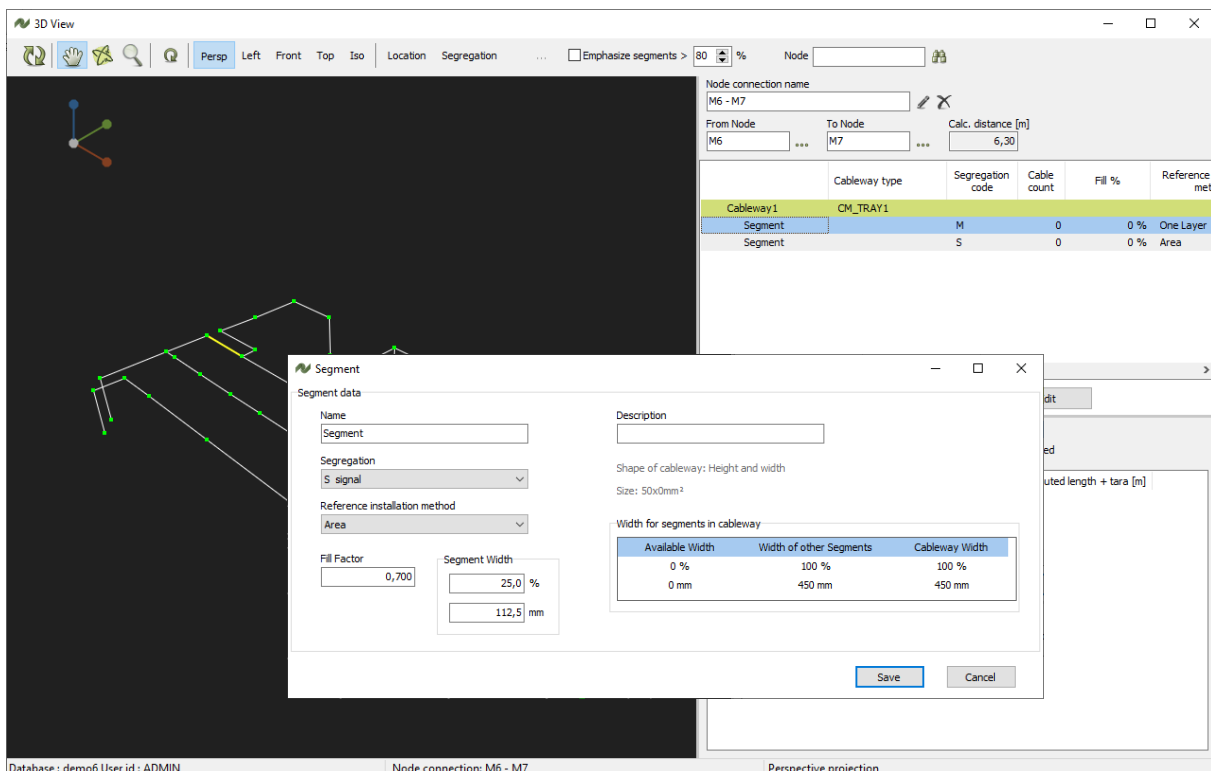 3D View
Persp Left Front Top Iso Location Segregation ... Emphasize segments > 80 % Node
Node connection name
M6 - M7
From Node To Node Calc. distance [m]
M6 ... M7 ... 6,30
Cableway type Segregation code Cable count Fill % Reference met
Cableway1 CM_TRAY1
Segment M 0 0 % One Layer
Segment S 0 0 % Area
Segment
Segment data
Name
Segment
Description
Segregation
S signal
Shape of cableway: Height and width
Size: 50x0mm²
Reference installation method
Area
Width for segments in cableway
Available Width Width of other Segments Cableway Width
0 % 100 % 100 %
0 mm 450 mm 450 mm
Fill Factor
0,700
Segment Width
25,0 %
112,5 mm
Save Cancel
dit
ed
uted length + tara [m]
Database : demo6 User id : ADMIN Node connection: M6 - M7 Perspective projection